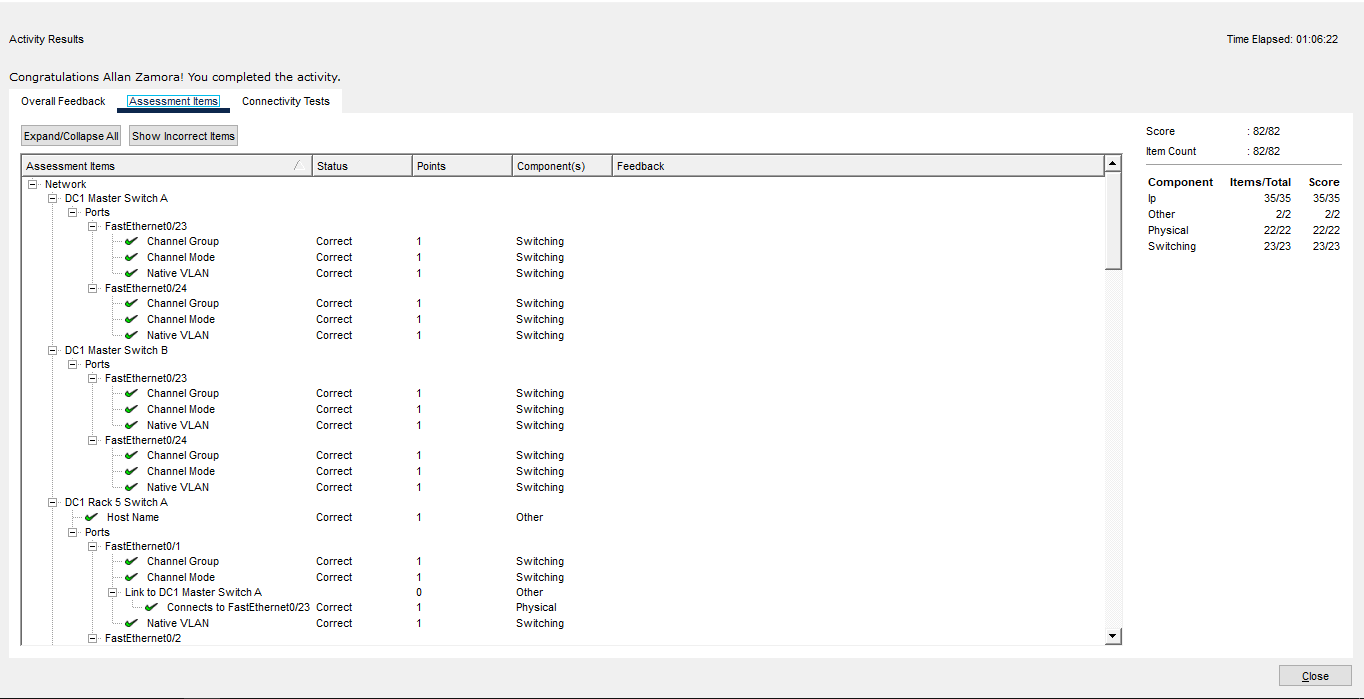 Activity Results
Time Elapsed: 01:06:22
Congratulations Allan Zamora! You completed the activity.
Overall Feedback Assessment Items Connectivity Tests
Expand/Collapse All Show Incorrect Items
Assessment Items Status Points Component(s) Feedback
Network
DC1 Master Switch A
Ports
FastEthernet0/23
Channel Group Correct 1 Switching
Channel Mode Correct 1 Switching
Native VLAN Correct 1 Switching
FastEthernet0/24
Channel Group Correct 1 Switching
Channel Mode Correct 1 Switching
Native VLAN Correct 1 Switching
DC1 Master Switch B
Ports
FastEthernet0/23
Channel Group Correct 1 Switching
Channel Mode Correct 1 Switching
Native VLAN Correct 1 Switching
FastEthernet0/24
Channel Group Correct 1 Switching
Channel Mode Correct 1 Switching
Native VLAN Correct 1 Switching
DC1 Rack 5 Switch A
Host Name Correct 1 Other
Ports
FastEthernet0/1
Channel Group Correct 1 Switching
Channel Mode Correct 1 Switching
Link to DC1 Master Switch A 0 Other
Connects to FastEthernet0/23 Correct 1 Physical
Native VLAN Correct 1 Switching
FastEthernet0/2
Score : 82/82
Item Count : 82/82
Component Items/Total Score
Ip 35/35 35/35
Other 2/2 2/2
Physical 22/22 22/22
Switching 23/23 23/23
Close